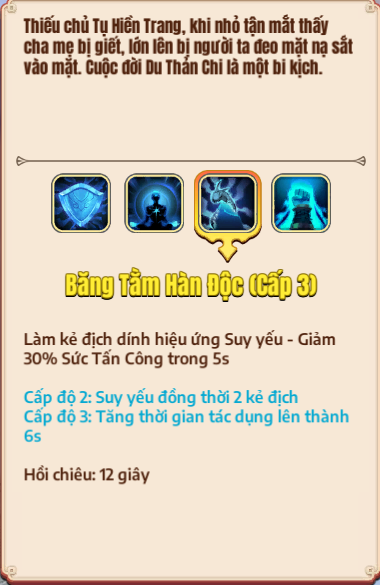 Thiếu chủ Tụ Hiền Trang, khi nhỏ tận mắt thấy
cha mẹ bị giết, lớn lên bị người ta đeo mặt nạ sắt
vào mặt. Cuộc đời Du Thản Chi là một bi kịch.
Băng Tằm Hàn Độc (Cấp 3)
Làm kẻ địch dính hiệu ứng Suy yếu - Giảm
30% Sức Tấn Công trong 5s
Cấp độ 2: Suy yếu đồng thời 2 kẻ địch
Cấp độ 3: Tăng thời gian tác dụng lên thành
6s
Hồi chiêu: 12 giây